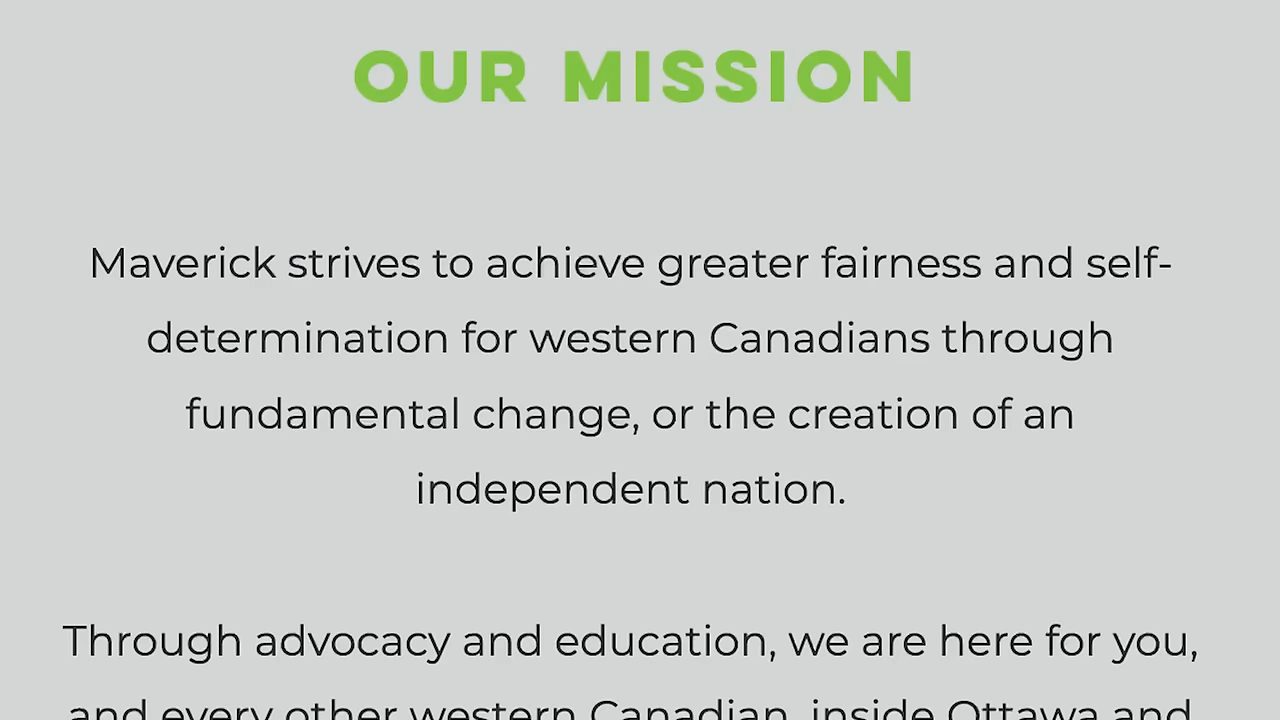 OUR MISSION
Maverick strives to achieve greater fairness and self-
determination for western Canadians through
fundamental change, or the creation of an
independent nation.
Through advocacy and education, we are here for you,
and every other western Canadian, inside Ottawa and